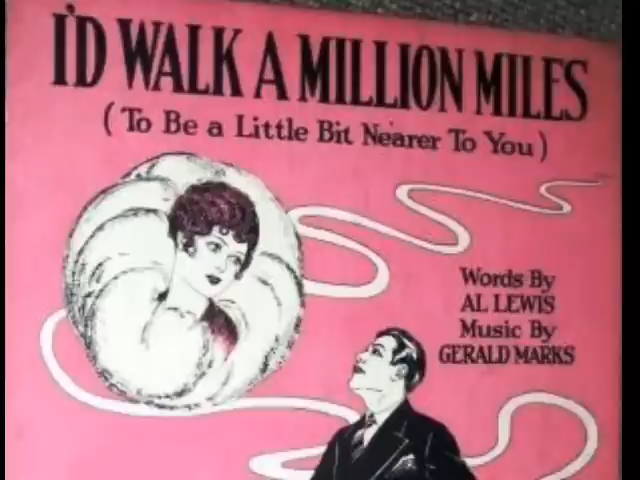 I'D WALK A MILLION MILES
(To Be a Little Bit Nearer To You)
Words By
AL LEWIS
Music By
GERALD MARKS